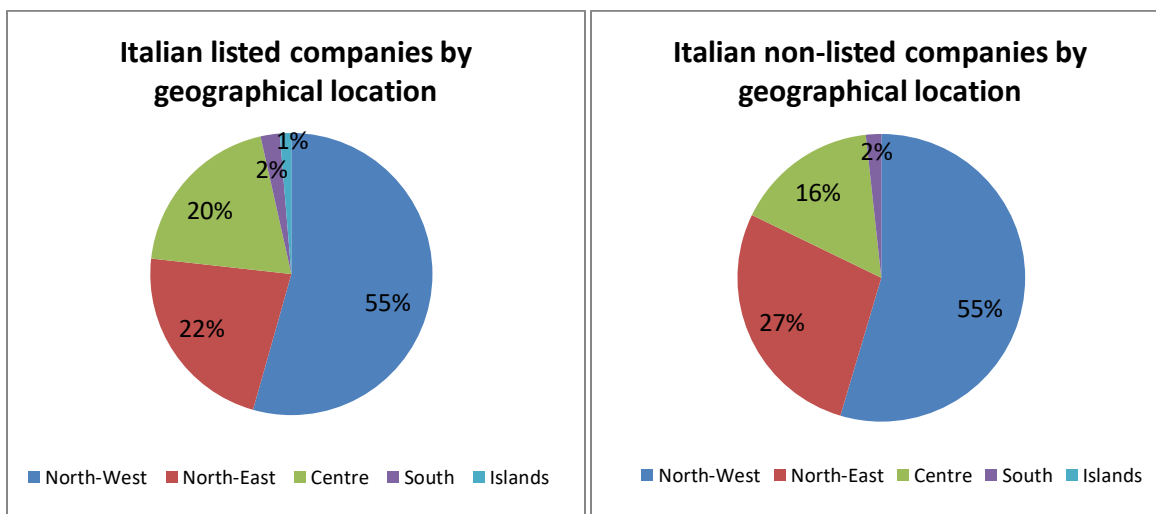 Italian listed companies by
geographical location
1%
2%
20%
55%
22%
North-West North-East Centre South Islands
Italian non-listed companies by
geographical location
2%
16%
55%
27%
North-West North-East Centre South Islands